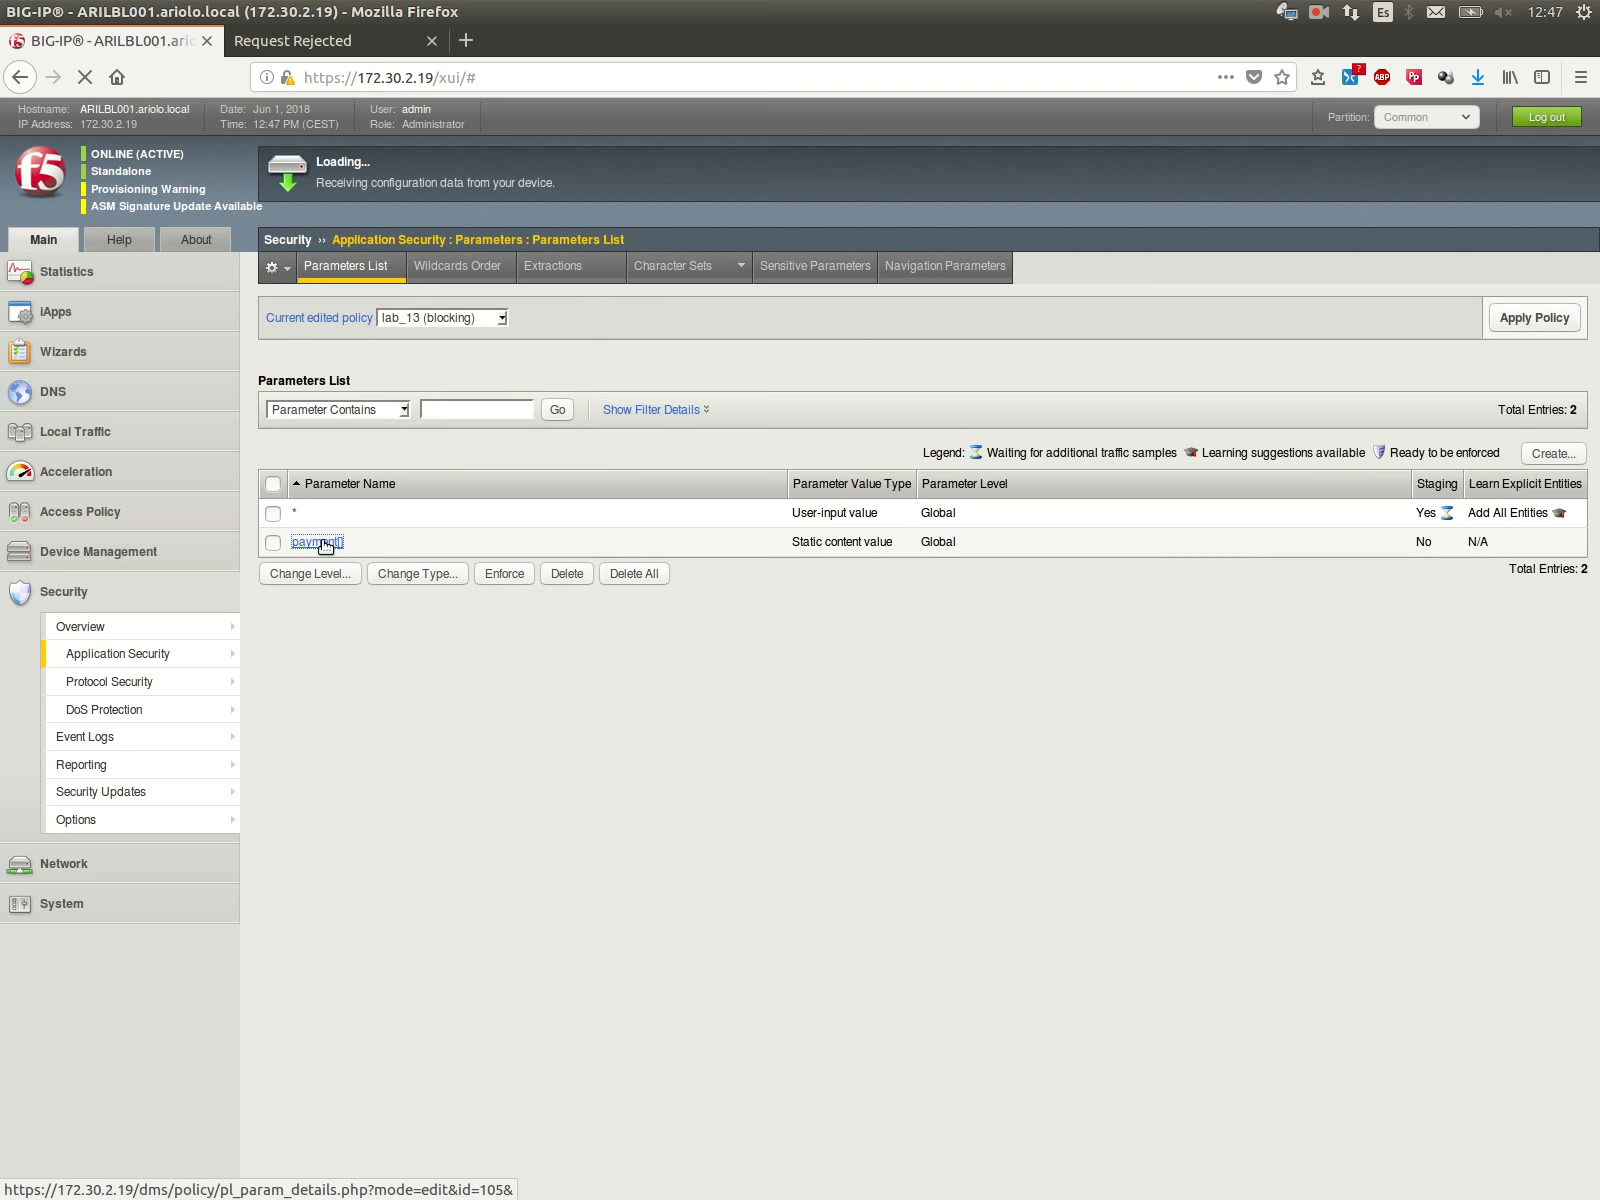 BIG-IP® - ARILBL001.ariolo.local (172.30.2.19) - Mozilla Firefox
Es
12:47
BIG-IP® - ARILBL001.ario
Request Rejected
https://172.30.2.19/xui/#
?
ABP
Hostname: ARILBL001.ariolo.local
IP Address: 172.30.2.19
Date: Jun 1, 2018
Time: 12:47 PM (CEST)
User: admin
Role: Administrator
Partition: Common
Log out
f5
ONLINE (ACTIVE)
Standalone
Provisioning Warning
ASM Signature Update Available
Loading...
Receiving configuration data from your device.
Main
Help
About
Security ›› Application Security : Parameters : Parameters List
Parameters List
Wildcards Order
Extractions
Character Sets
Sensitive Parameters
Navigation Parameters
Statistics
iApps
Wizards
DNS
Local Traffic
Acceleration
Access Policy
Device Management
Security
Overview
Application Security
Protocol Security
DoS Protection
Event Logs
Reporting
Security Updates
Options
Network
System
Current edited policy lab_13 (blocking)
Apply Policy
Parameters List
Parameter Contains
Go
Show Filter Details
Total Entries: 2
Legend: Waiting for additional traffic samples Learning suggestions available Ready to be enforced
Create...
Parameter Name Parameter Value Type Parameter Level Staging Learn Explicit Entities
* User-input value Global Yes Add All Entities
payment[] Static content value Global No N/A
Change Level... Change Type... Enforce Delete Delete All
Total Entries: 2
https://172.30.2.19/dms/policy/pl_param_details.php?mode=edit&id=105&